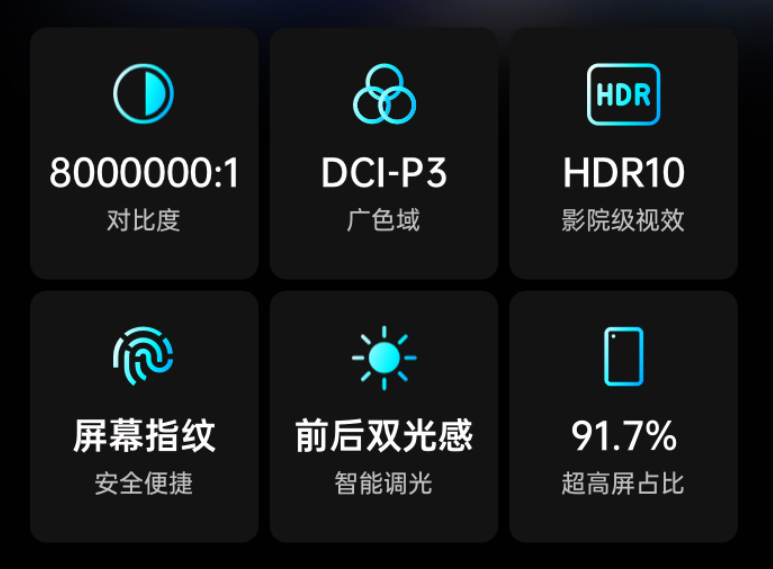 8000000:1
对比度
DCI-P3
广色域
HDR
HDR10
影院级视效
屏幕指纹
安全便捷
前后双光感
智能调光
91.7%
超高屏占比